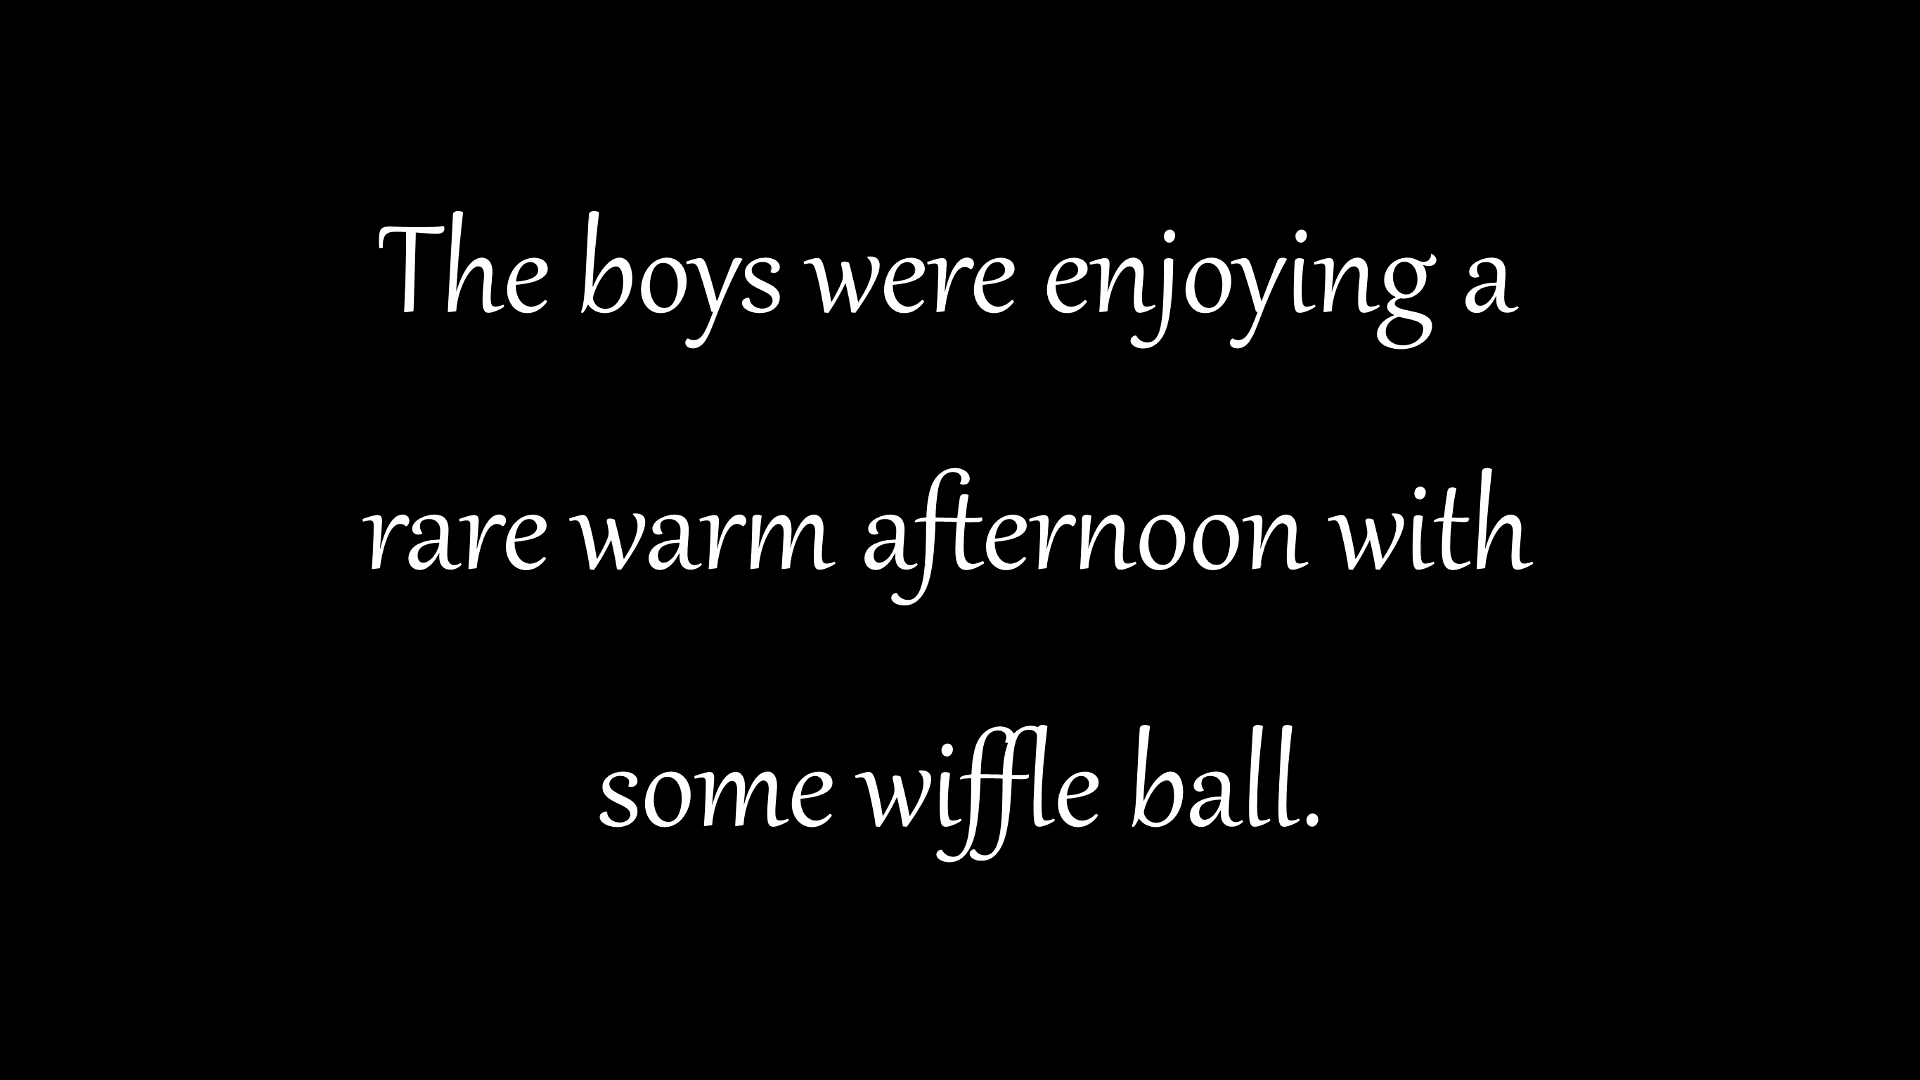 The boys were enjoying a
rare warm afternoon with
some wiffle ball.